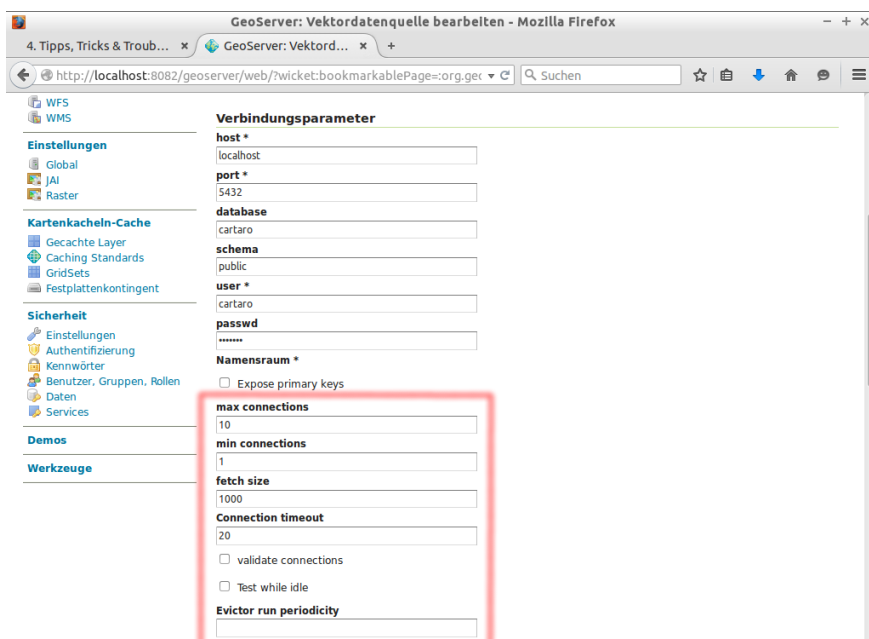 GeoServer: Vektordatenquelle bearbeiten - Mozilla Firefox
4. Tipps, Tricks & Troub...
GeoServer: Vektord...
http://localhost:8082/geoserver/web/?wicket:bookmarkablePage=:org.gec
Suchen
WFS
WMS
Einstellungen
Global
JAI
Raster
Kartenkacheln-Cache
Gecachte Layer
Caching Standards
GridSets
Festplattenkontingent
Sicherheit
Einstellungen
Authentifizierung
Kennwörter
Benutzer, Gruppen, Rollen
Daten
Services
Demos
Werkzeuge
Verbindungsparameter
host *
localhost
port *
5432
database
cartaro
schema
public
user *
cartaro
passwd
•••••••
Namensraum *
Expose primary keys
max connections
10
min connections
1
fetch size
1000
Connection timeout
20
validate connections
Test while idle
Evictor run periodicity